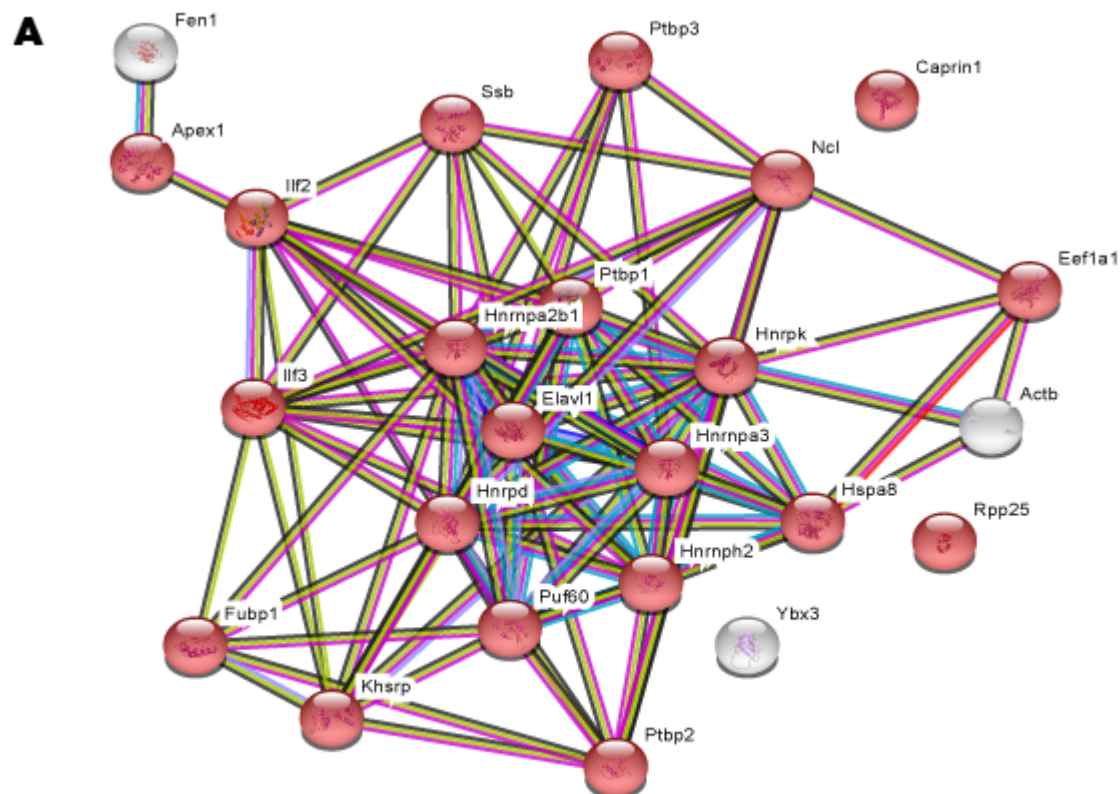 A
Fen1
Ptbp3
Caprin1
Ssb
Apex1
Ncl
Ilf2
Eef1a1
Ptbp1
Hnrnpa2b1
Hnrpk
Ilf3
Actb
Elavl1
Hnrnpa3
Hnrpd
Hspa8
Rpp25
Hnrnph2
Puf60
Fubp1
Ybx3
Khsrp
Ptbp2